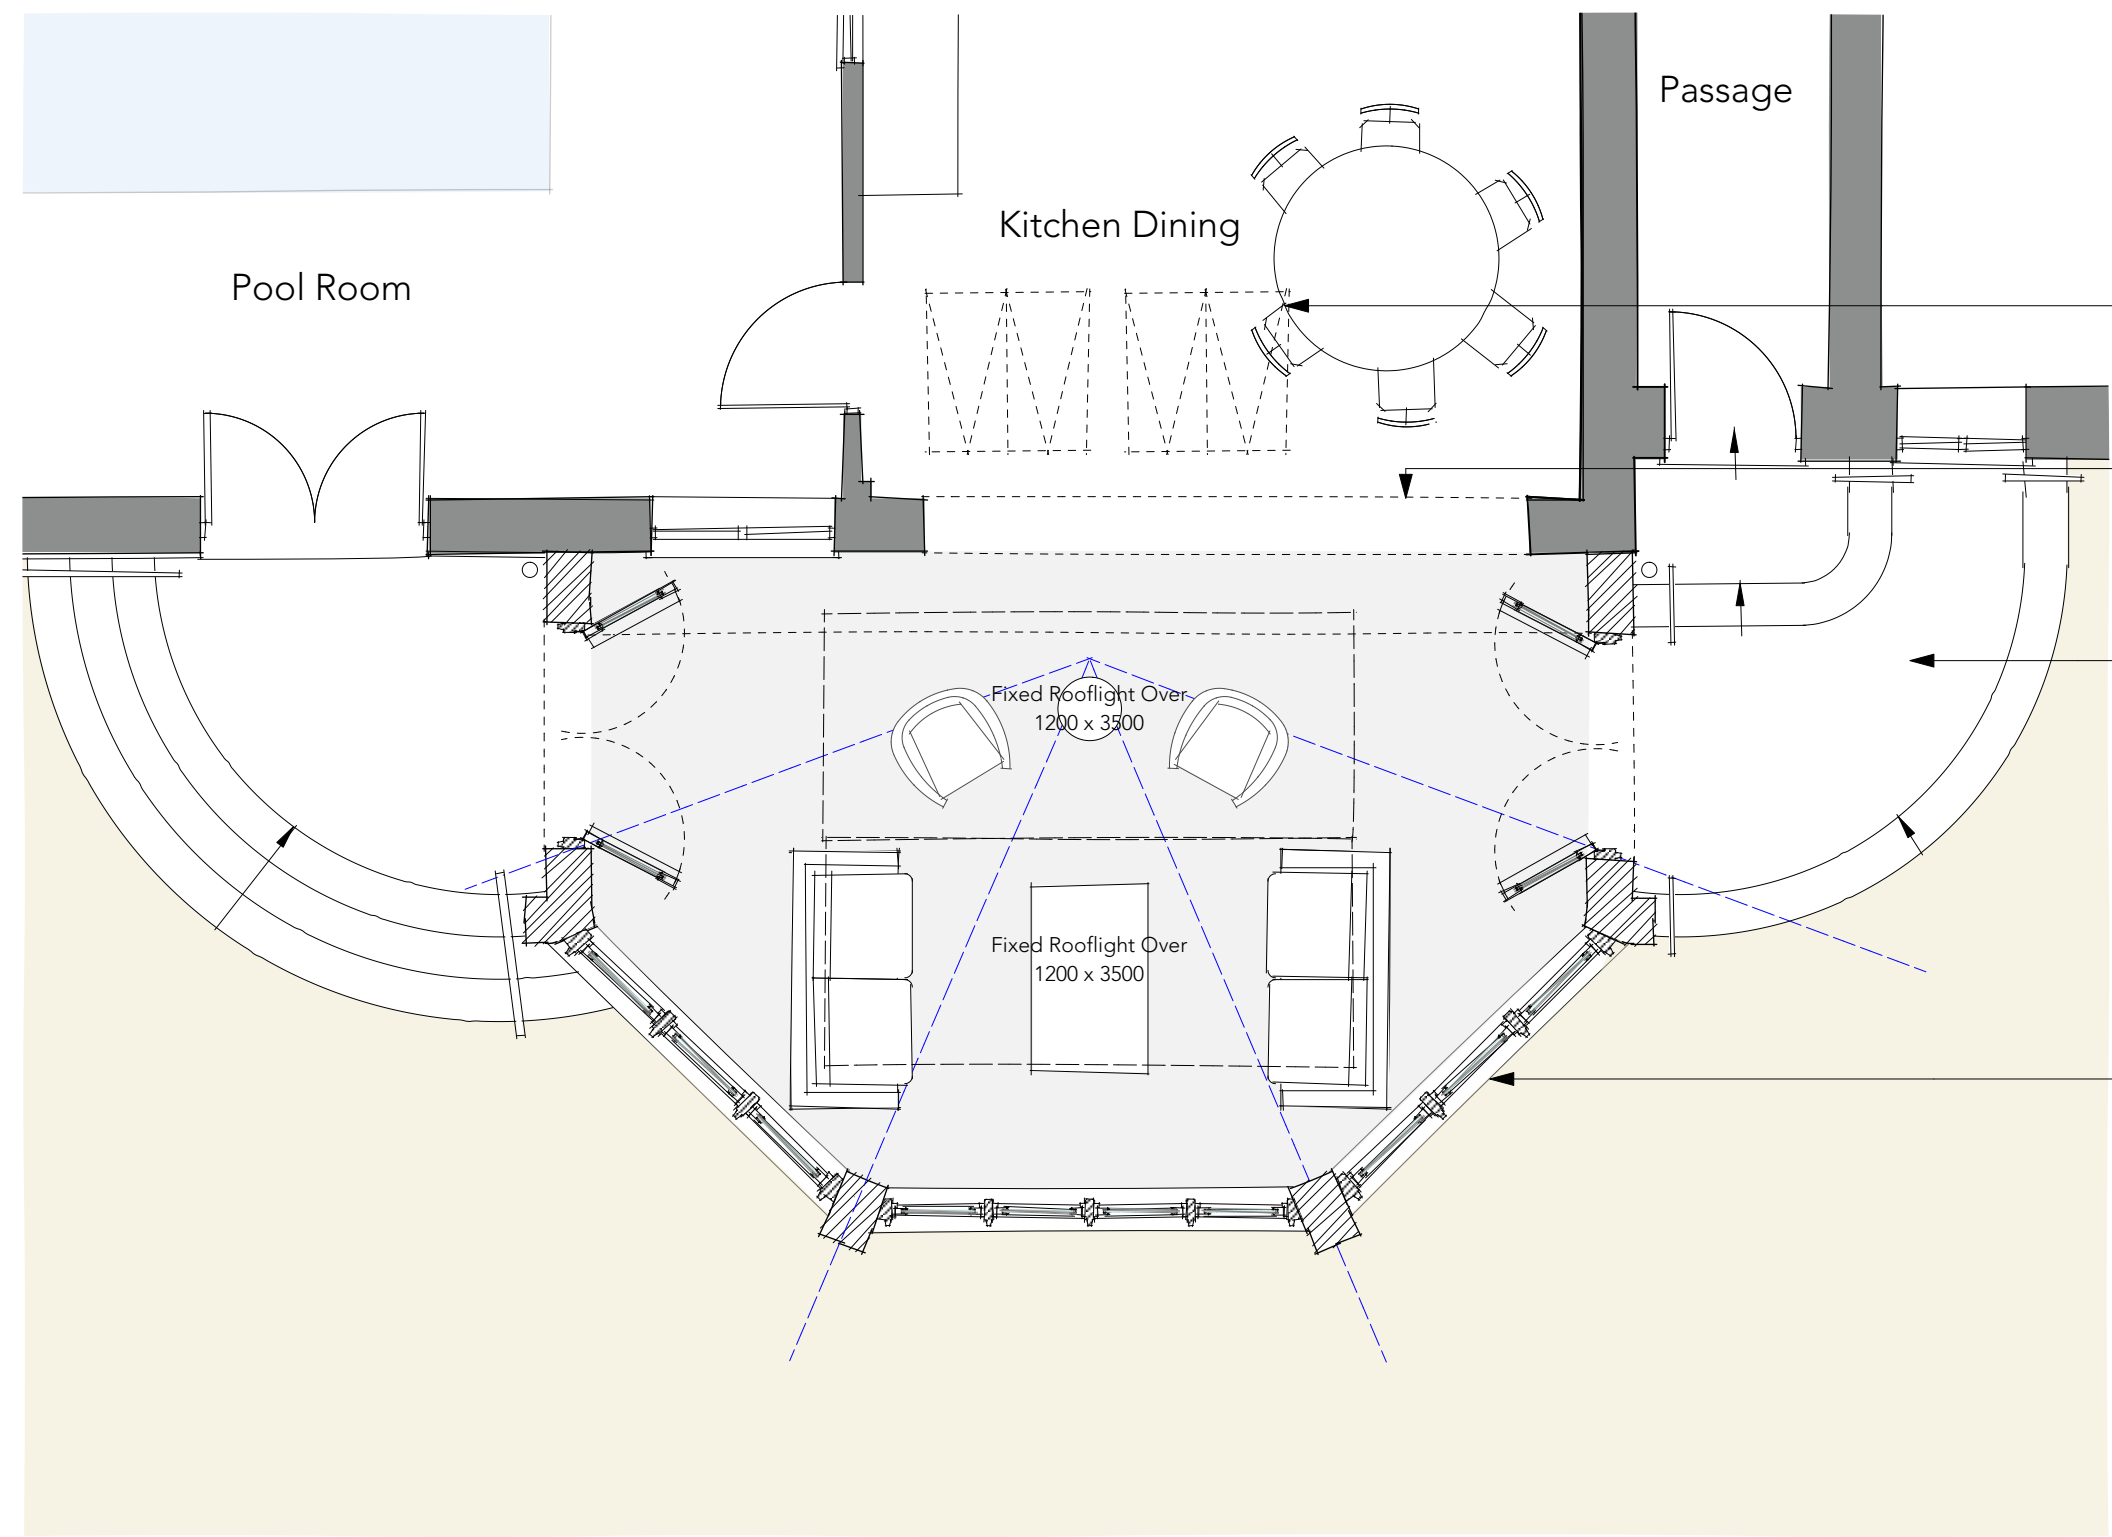 Passage
Kitchen Dining
Pool Room
Fixed Rooflight Over
1200 x 3500
Fixed Rooflight Over
1200 x 3500